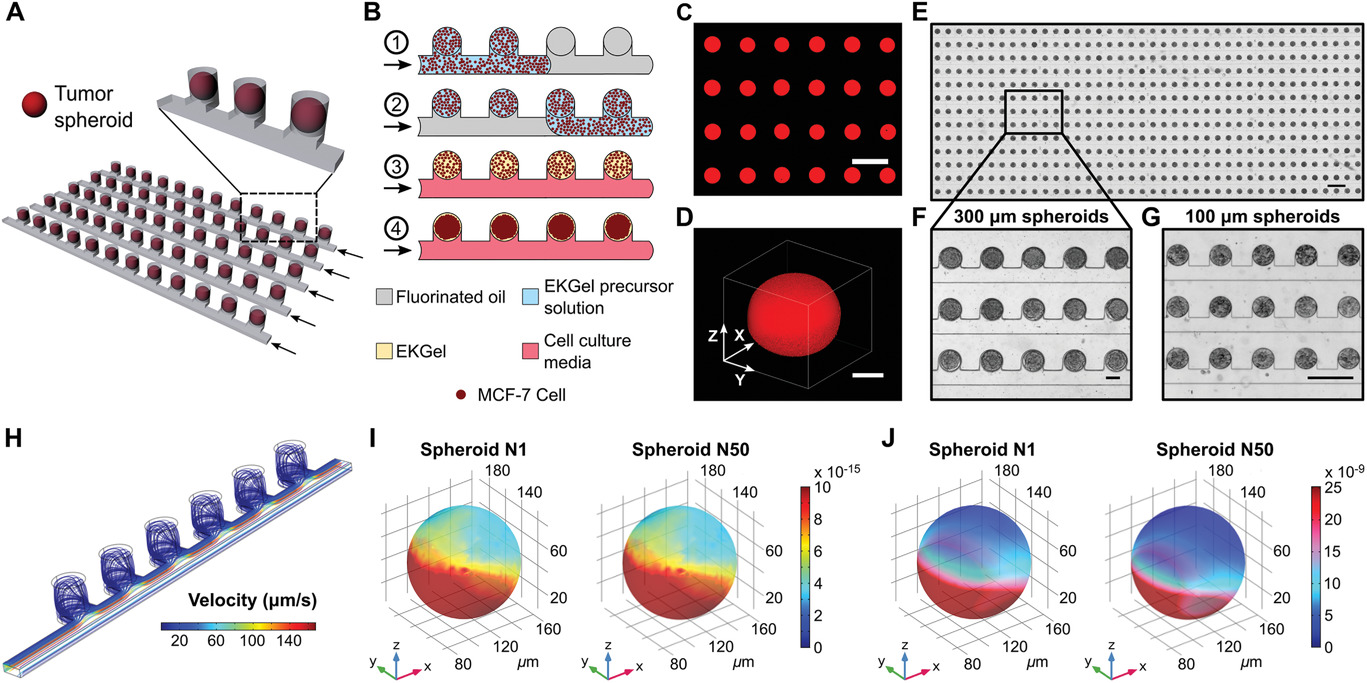 A
Tumor
spheroid
B
1
2
3
4
Fluorinated oil
EKGel precursor
solution
EKGel
Cell culture
media
MCF-7 Cell
C
D
Z
X
Y
E
F
300 µm spheroids
G
100 µm spheroids
H
Velocity (µm/s)
20 60 100 140
I
Spheroid N1
180
140
60
20
160
120
80
µm
z
y
x
Spheroid N50
180
140
60
20
160
120
80
µm
z
y
x
x 10-15
10
8
6
4
2
0
J
Spheroid N1
180
140
60
20
160
120
80
µm
z
y
x
Spheroid N50
180
140
60
20
160
120
80
µm
z
y
x
x 10-9
25
20
15
10
5
0